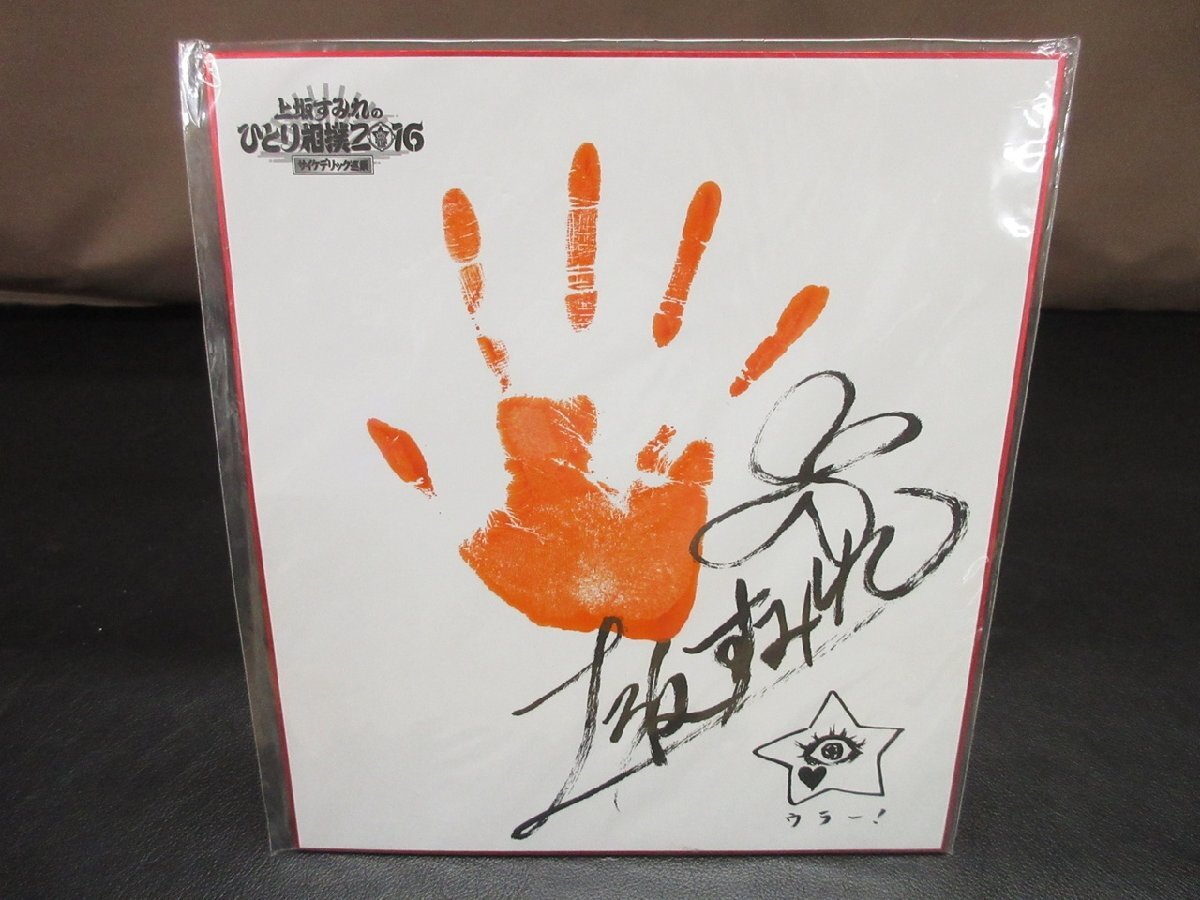 上坂すみれの
ひとり相撲2016
サイケデリック巡業
上坂すみれ
ウラー!